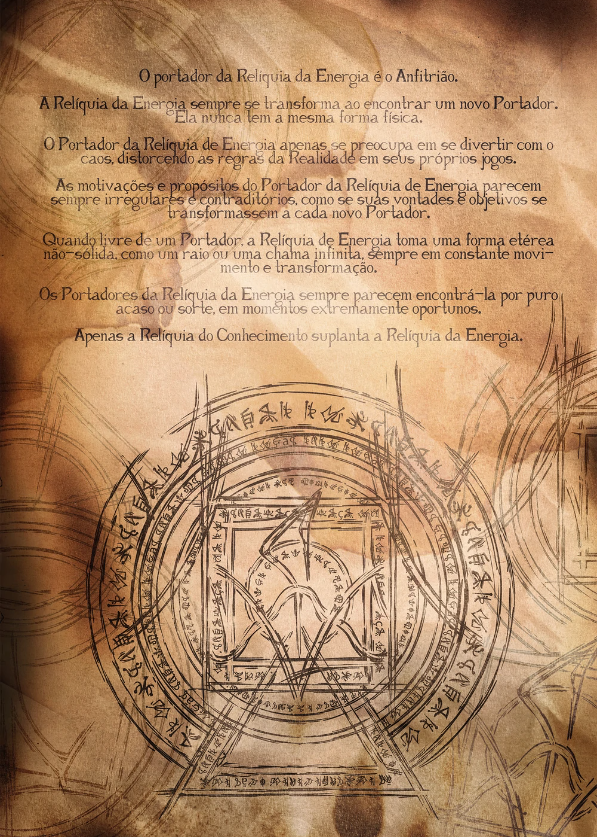 O portador da Relíquia da Energia é o Anfitrião.
A Relíquia da Energia sempre se transforma ao encontrar um novo Portador.
Ela nunca tem a mesma forma física.
O Portador da Relíquia de Energia apenas se preocupa em se divertir com o
caos, distorcendo as regras da Realidade em seus próprios jogos.
As motivações e propósitos do Portador da Relíquia de Energia parecem
sempre irregulares e contraditórios, como se suas vontades e objetivos se
transformassem a cada novo Portador.
Quando livre de um Portador, a Relíquia de Energia toma uma forma etérea
não-sólida, como um raio ou uma chama infinita, sempre em constante movi-
mento e transformação.
Os Portadores da Relíquia da Energia sempre parecem encontrá-la por puro
acaso ou sorte, em momentos extremamente oportunos.
Apenas a Relíquia do Conhecimento suplanta a Relíquia da Energia.